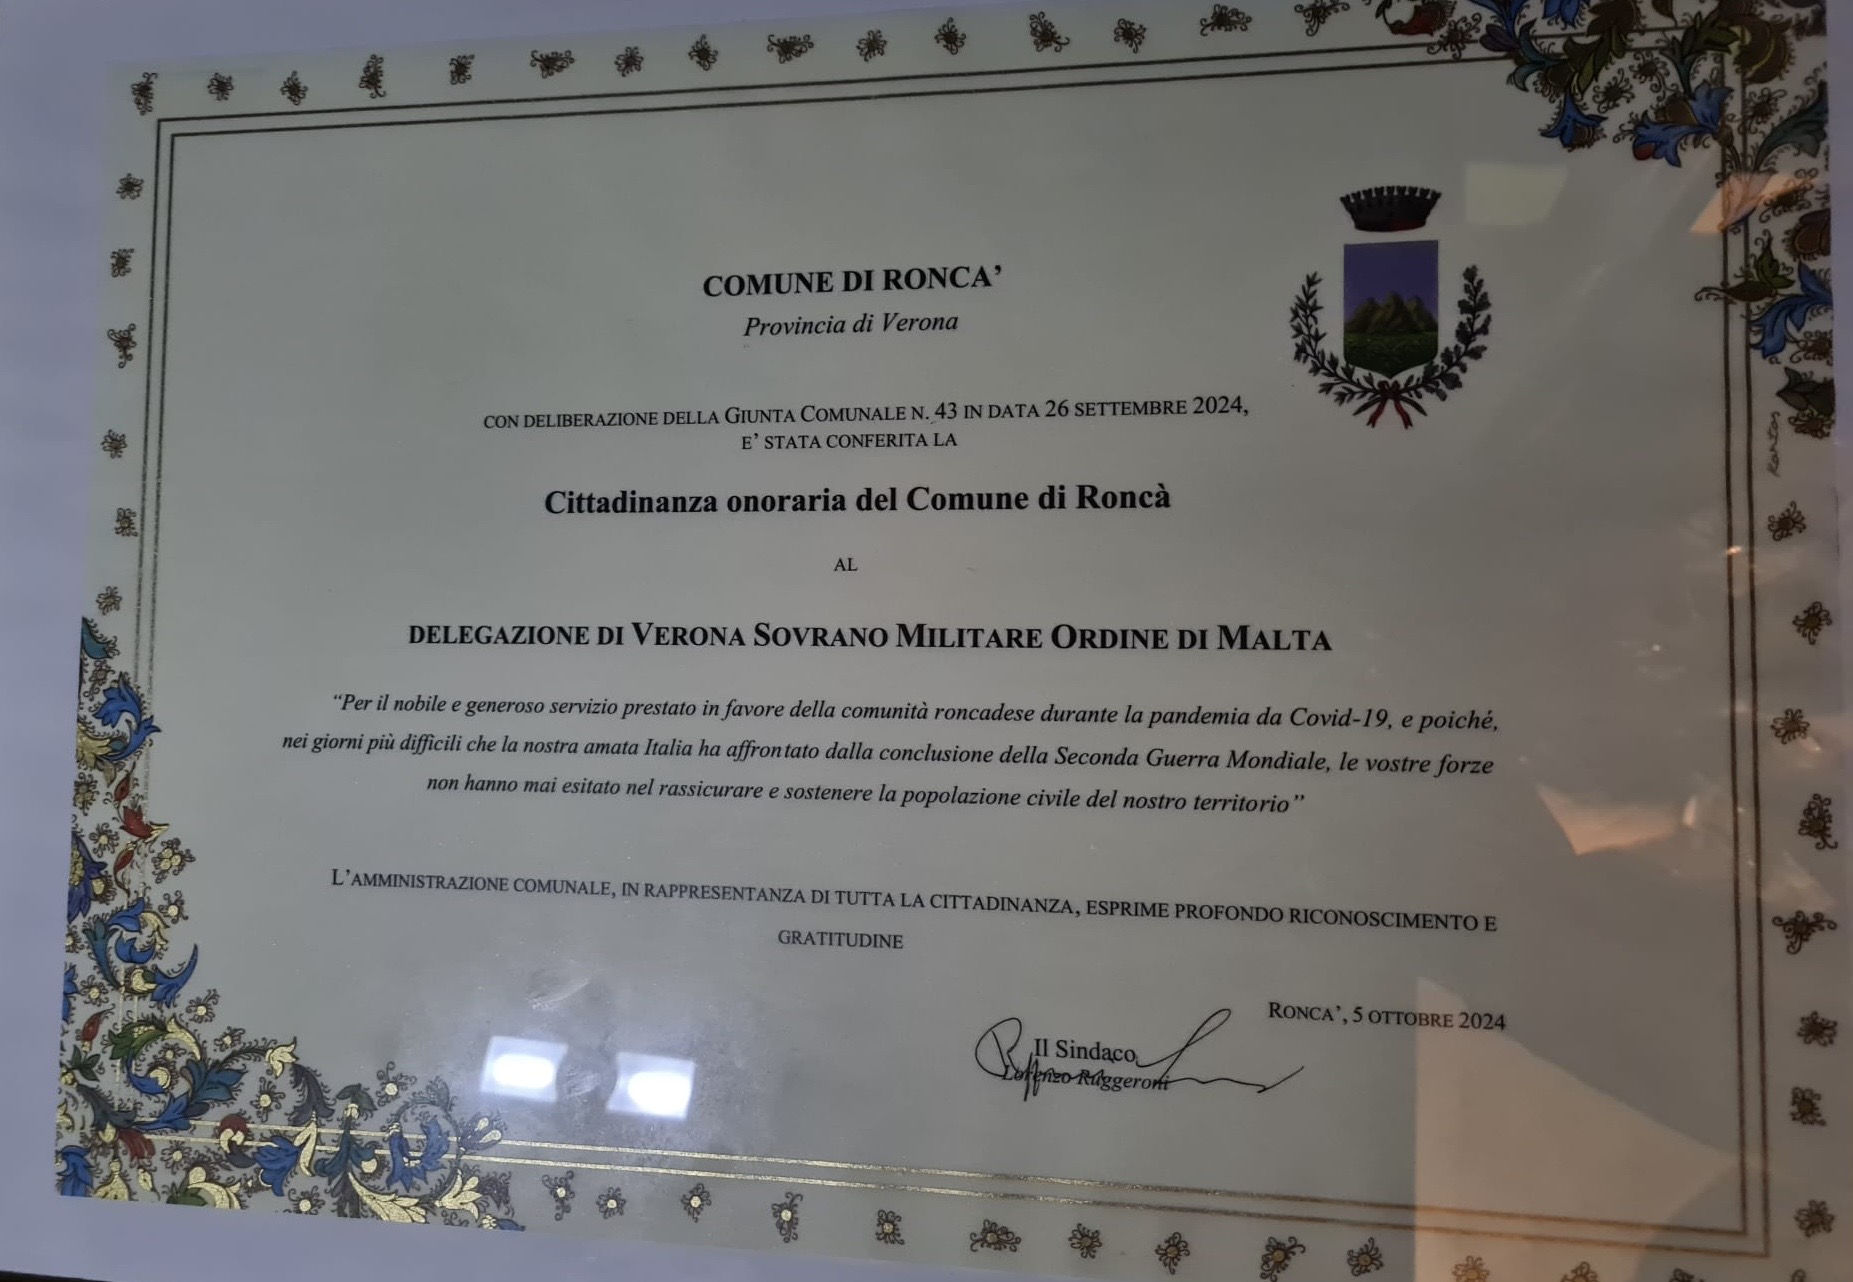 COMUNE DI RONCA’
Provincia di Verona
CON DELIBERAZIONE DELLA GIUNTA COMUNALE N. 43 IN DATA 26 SETTEMBRE 2024,
E’ STATA CONFERITA LA
Cittadinanza onoraria del Comune di Roncà
AL
DELEGAZIONE DI VERONA SOVRANO MILITARE ORDINE DI MALTA
“Per il nobile e generoso servizio prestato in favore della comunità roncadese durante la pandemia da Covid-19, e poiché,
nei giorni più difficili che la nostra amata Italia ha affrontato dalla conclusione della Seconda Guerra Mondiale, le vostre forze
non hanno mai esitato nel rassicurare e sostenere la popolazione civile del nostro territorio”
L’AMMINISTRAZIONE COMUNALE, IN RAPPRESENTANZA DI TUTTA LA CITTADINANZA, ESPRIME PROFONDO RICONOSCIMENTO E
GRATITUDINE
RONCA’, 5 OTTOBRE 2024
Il Sindaco
Lorenzo Ruggeroni